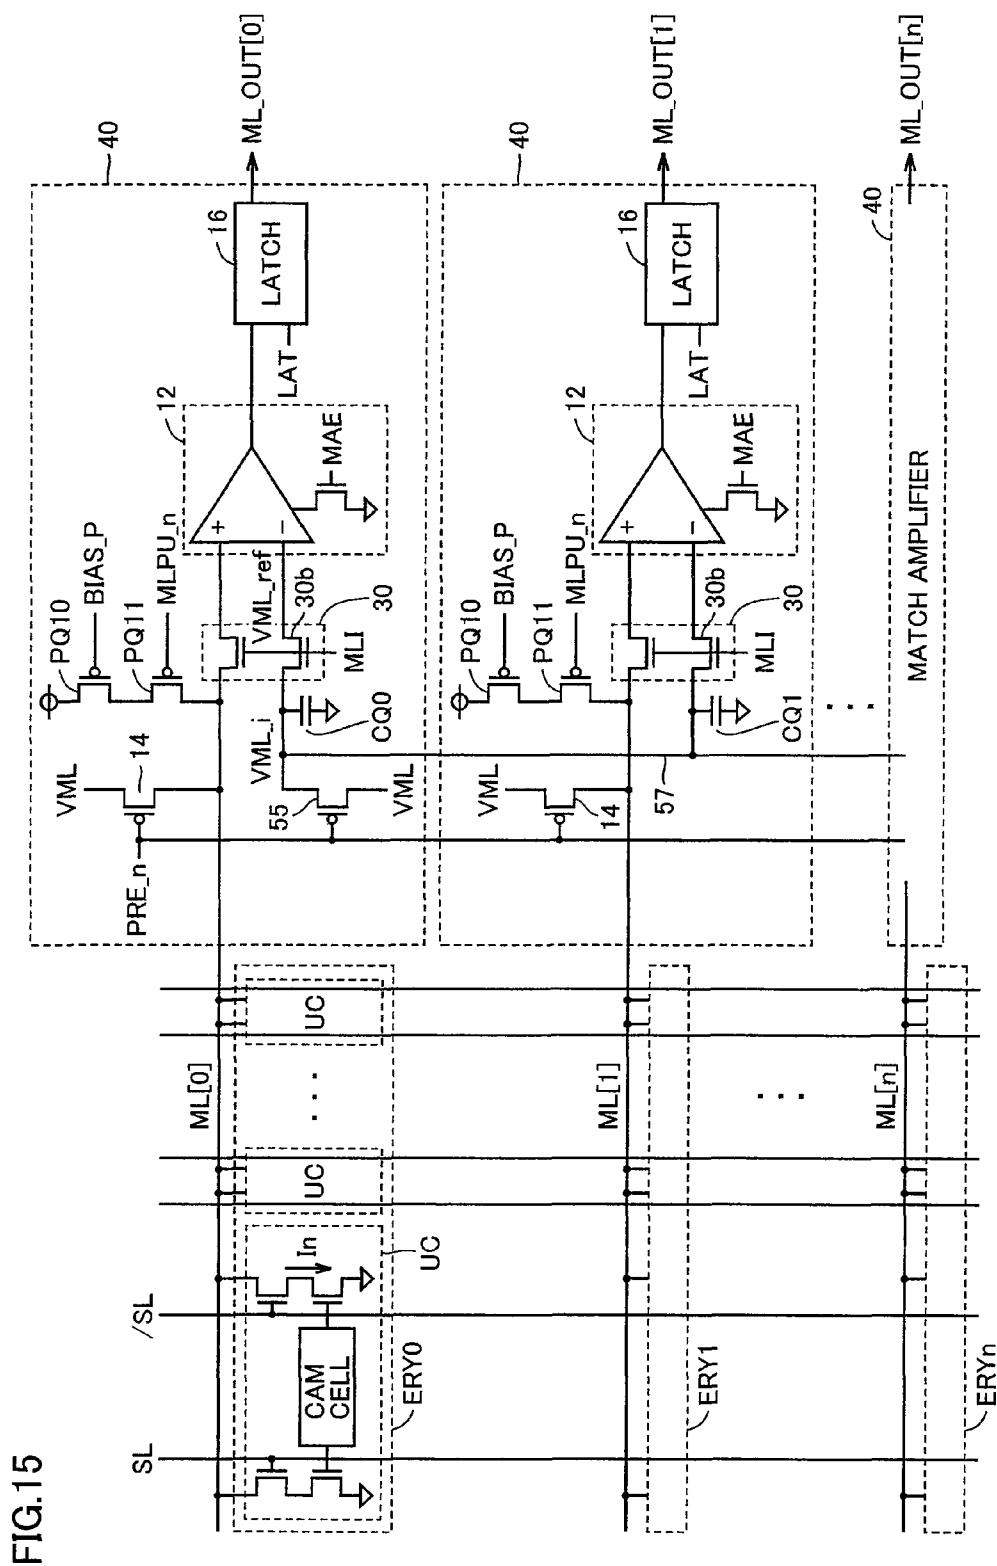 FIG.15
SL
/SL
CAM
CELL
In
UC
ERY0
UC
UC
ML[0]
PRE_n
VML
14
PQ10
BIAS_P
PQ11
MLPU_n
VML_ref
VML_i
55
VML
CQ0
30b
30
MLI
12
+
−
MAE
LAT
LATCH
16
40
ML_OUT[0]
ML[1]
ERY1
VML
14
57
PQ10
BIAS_P
PQ11
MLPU_n
CQ1
30b
30
MLI
12
+
−
MAE
LAT
LATCH
16
40
ML_OUT[1]
ML[n]
ERYn
MATCH AMPLIFIER
40
ML_OUT[n]